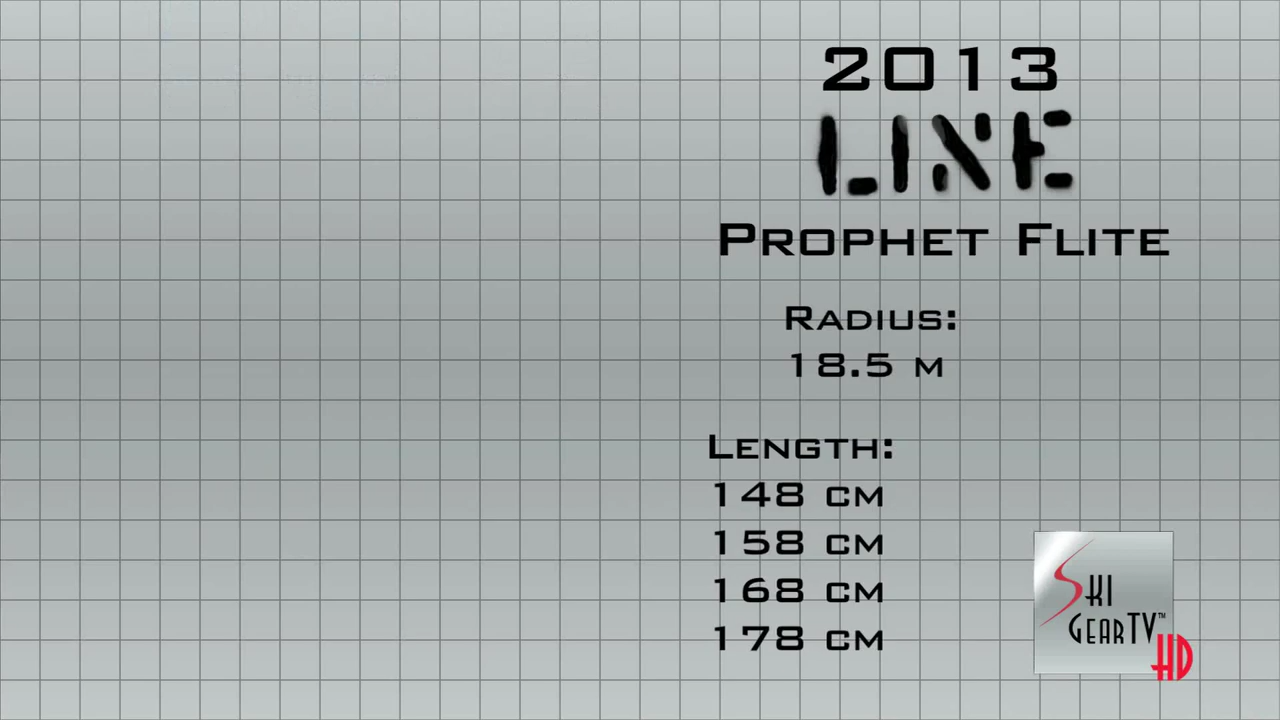 2013
LINE
PROPHET FLITE
RADIUS:
18.5 M
LENGTH:
148 CM
158 CM
168 CM
178 CM
SKI
GEARTV™
HD